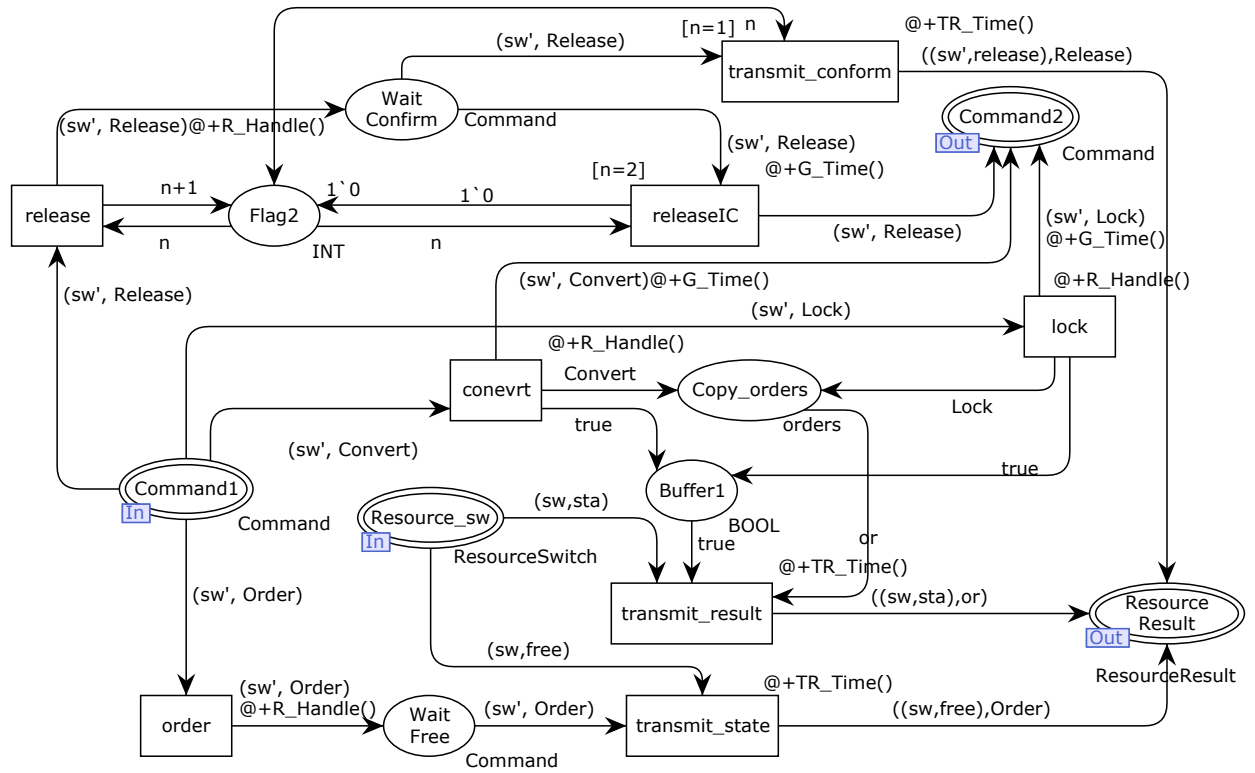 [n=1]
n
@+TR_Time()
(sw', Release)
transmit_conform
((sw',release),Release)
Wait
Confirm
(sw', Release)@+R_Handle()
Command
Command2
Out
Command
(sw', Release)
@+G_Time()
[n=2]
release
n+1
n
Flag2
INT
1`0
1`0
n
releaseIC
(sw', Release)
(sw', Lock)
@+G_Time()
(sw', Convert)@+G_Time()
@+R_Handle()
(sw', Release)
(sw', Lock)
lock
@+R_Handle()
conevrt
Convert
Copy_orders
Lock
true
orders
(sw', Convert)
Command1
In
Command
Resource_sw
In
ResourceSwitch
(sw,sta)
Buffer1
BOOL
true
true
or
@+TR_Time()
transmit_result
((sw,sta),or)
Resource
Result
Out
ResourceResult
(sw', Order)
(sw,free)
@+TR_Time()
order
(sw', Order)
@+R_Handle()
Wait
Free
Command
(sw', Order)
transmit_state
((sw,free),Order)